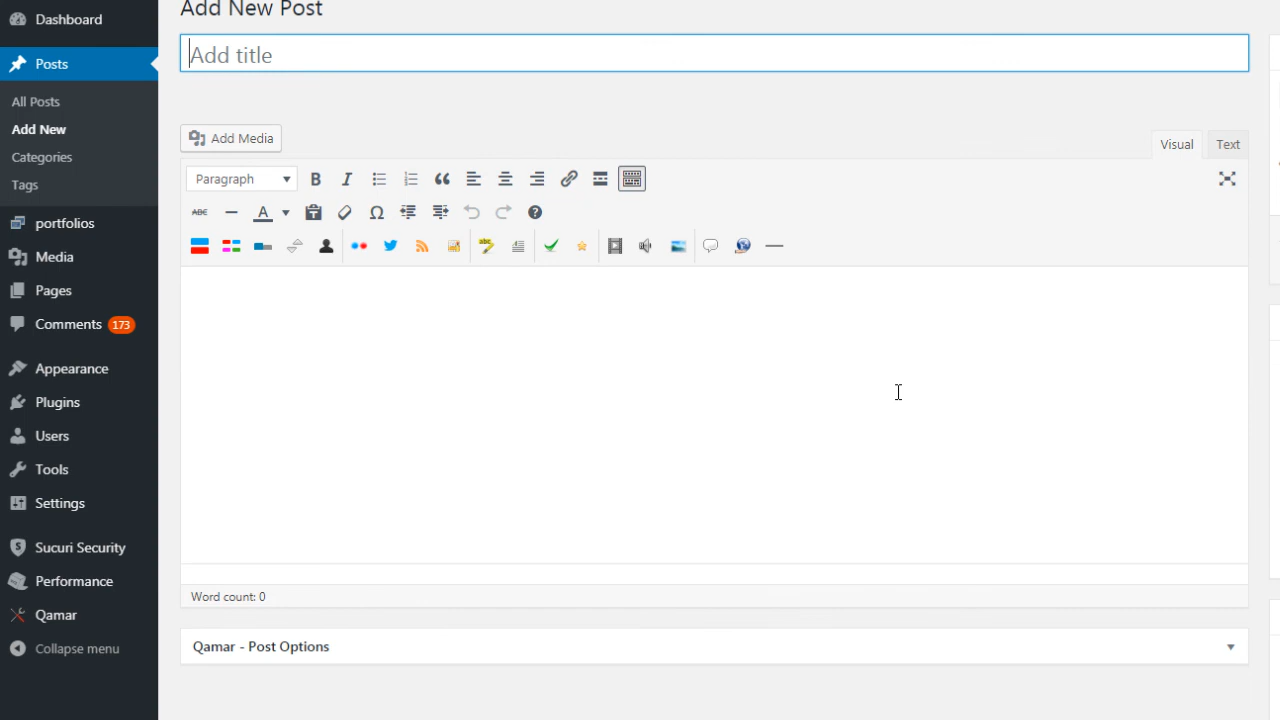 Dashboard
Posts
All Posts
Add New
Categories
Tags
portfolios
Media
Pages
Comments 173
Appearance
Plugins
Users
Tools
Settings
Sucuri Security
Performance
Qamar
Collapse menu
Add New Post
Add title
Add Media
Visual Text
Paragraph
B I
ABC A
abc
Word count: 0
Qamar - Post Options